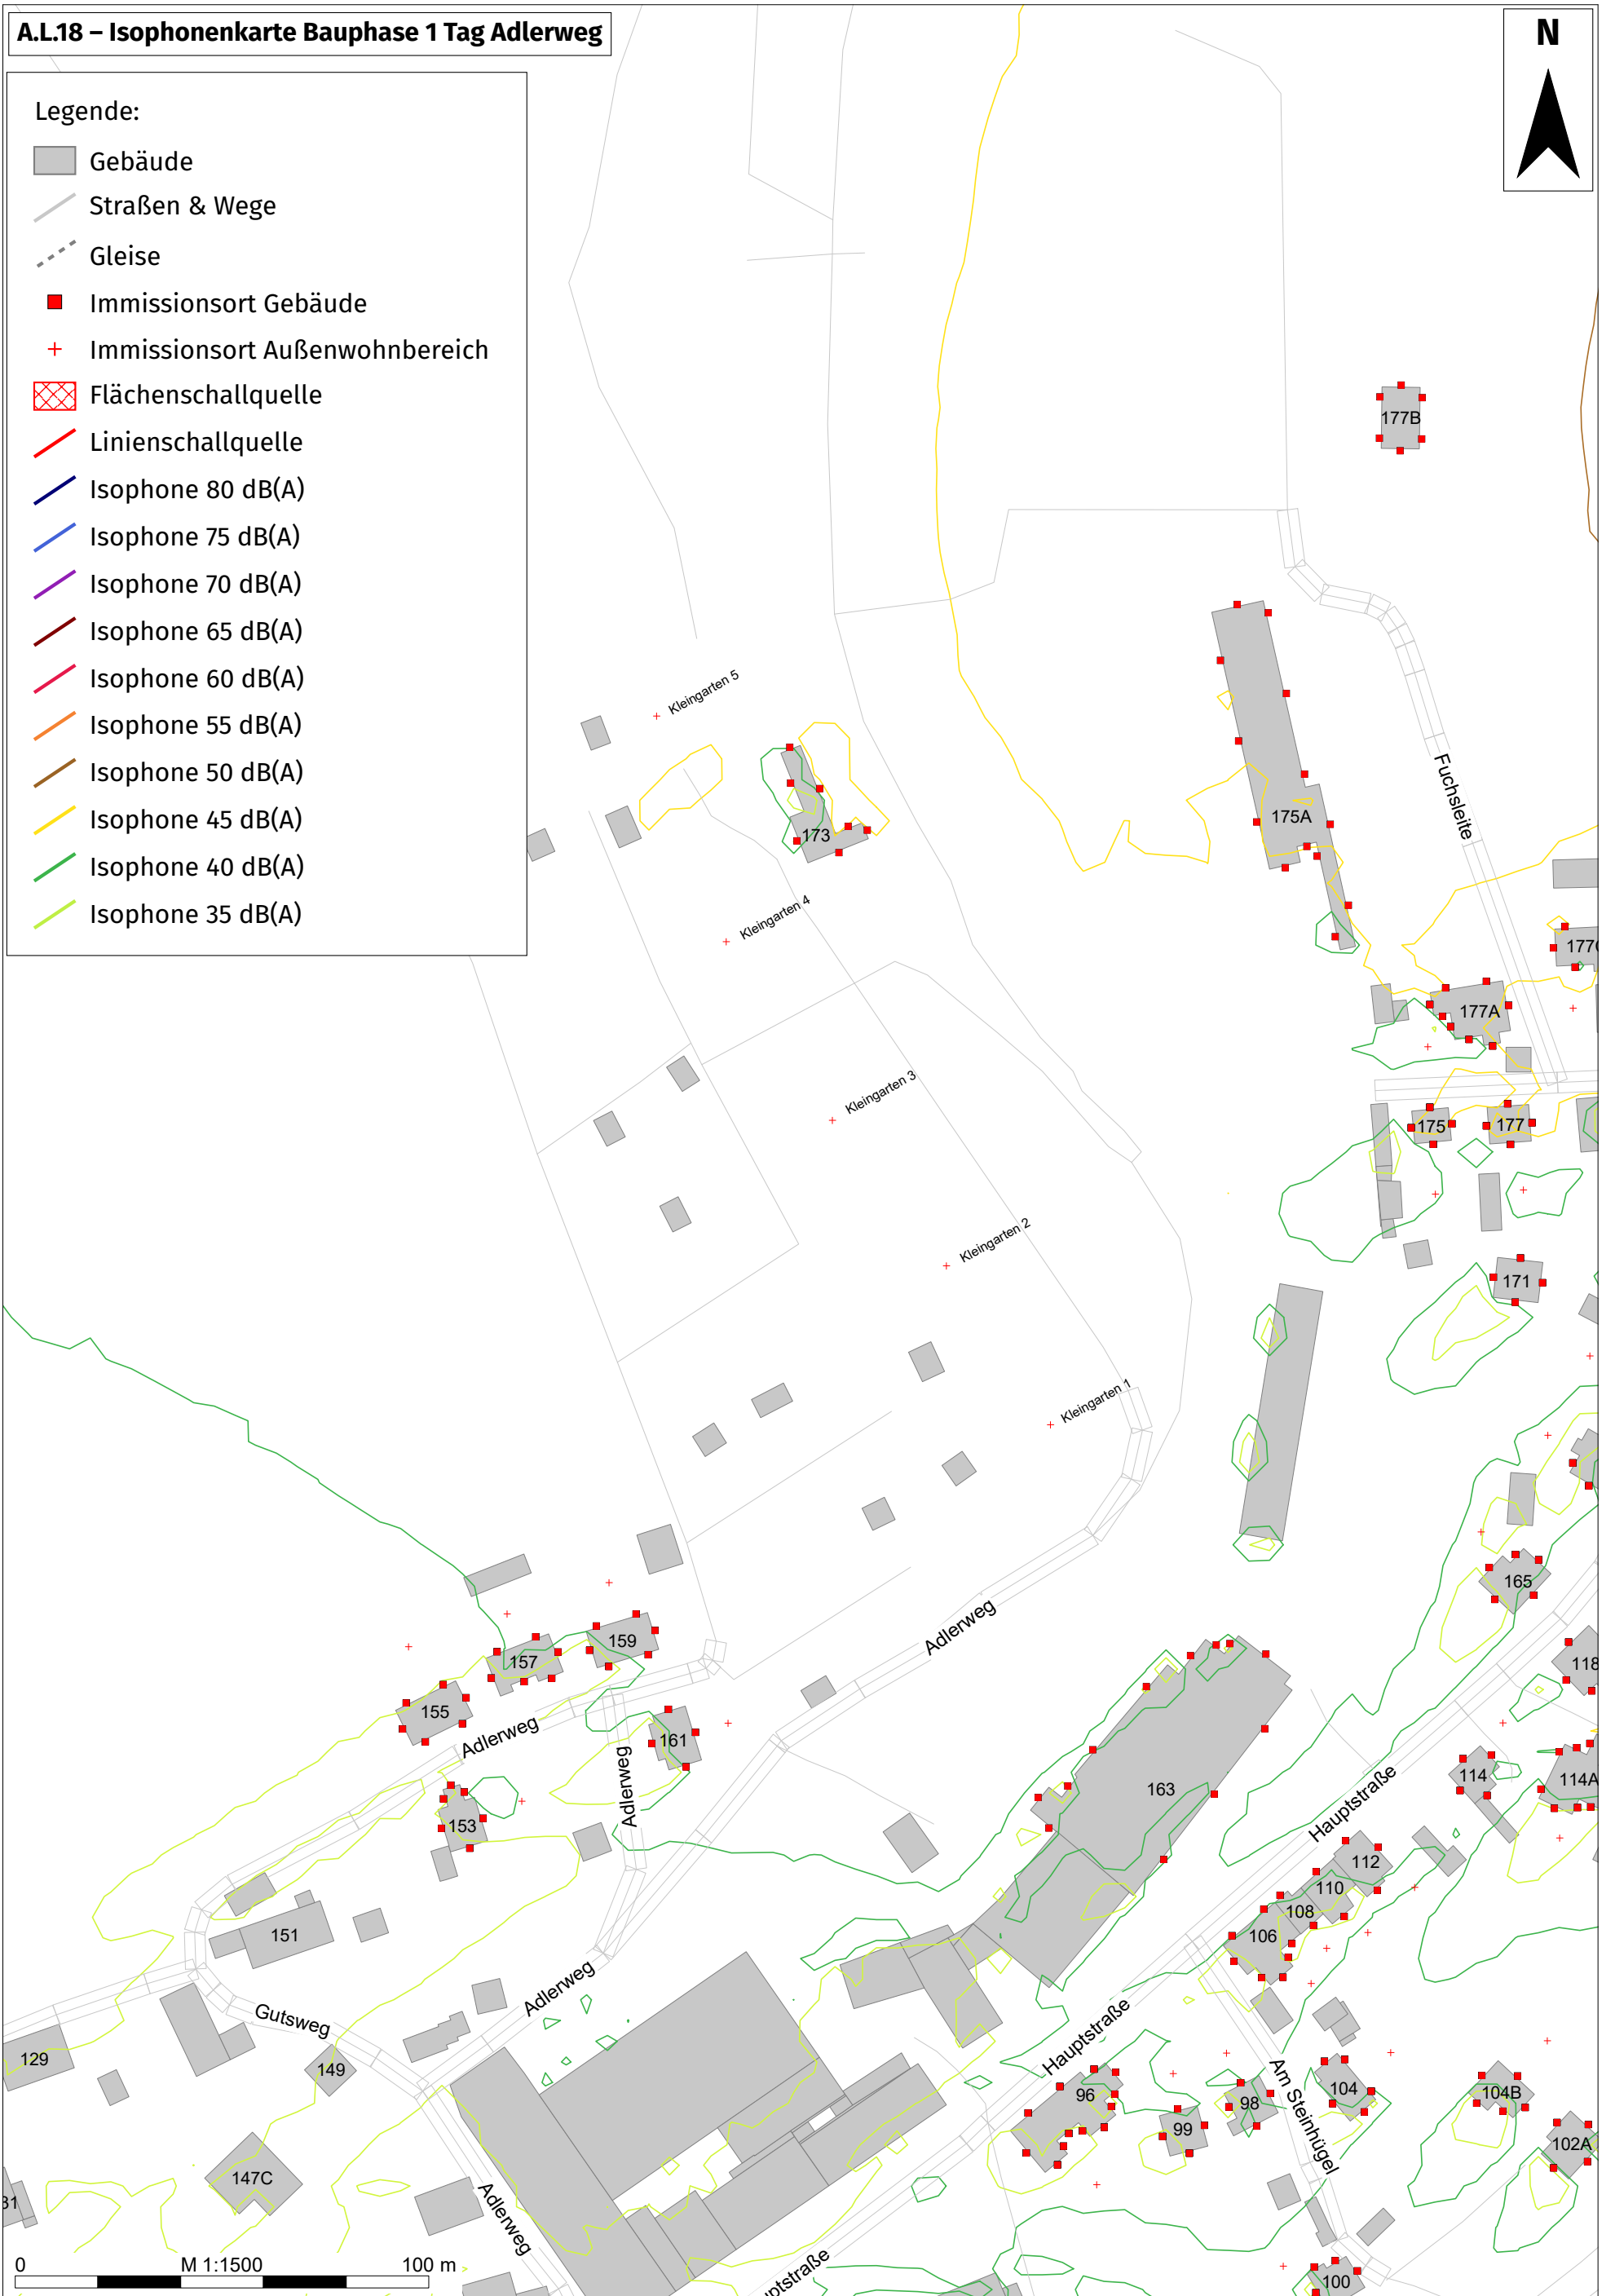 A.L.18 – Isophonenkarte Bauphase 1 Tag Adlerweg
N
Legende:
Gebäude
Straßen & Wege
Gleise
Immissionsort Gebäude
Immissionsort Außenwohnbereich
Flächenschallquelle
Linienschallquelle
Isophone 80 dB(A)
Isophone 75 dB(A)
Isophone 70 dB(A)
Isophone 65 dB(A)
Isophone 60 dB(A)
Isophone 55 dB(A)
Isophone 50 dB(A)
Isophone 45 dB(A)
Isophone 40 dB(A)
Isophone 35 dB(A)
177B
Kleingarten 5
Fuchsleite
175A
173
Kleingarten 4
177C
177A
Kleingarten 3
175
177
Kleingarten 2
171
Kleingarten 1
165
Adlerweg
159
157
118
155
Adlerweg
161
Adlerweg
163
114
114A
Hauptstraße
153
112
110
108
106
151
Adlerweg
Gutsweg
Hauptstraße
129
149
96
98
99
Am Steinhügel
104
104B
102A
147C
31
Adlerweg
100
uptstraße
0
M 1:1500
100 m